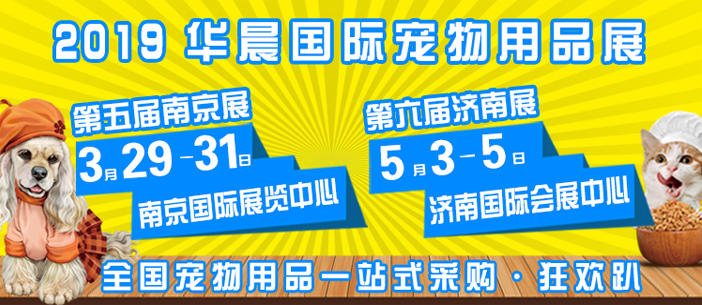 2019 华晨国际宠物用品展
第五届南京展
3月29-31日
南京国际展览中心
第六届济南展
5月3-5日
济南国际会展中心
全国宠物用品一站式采购·狂欢趴